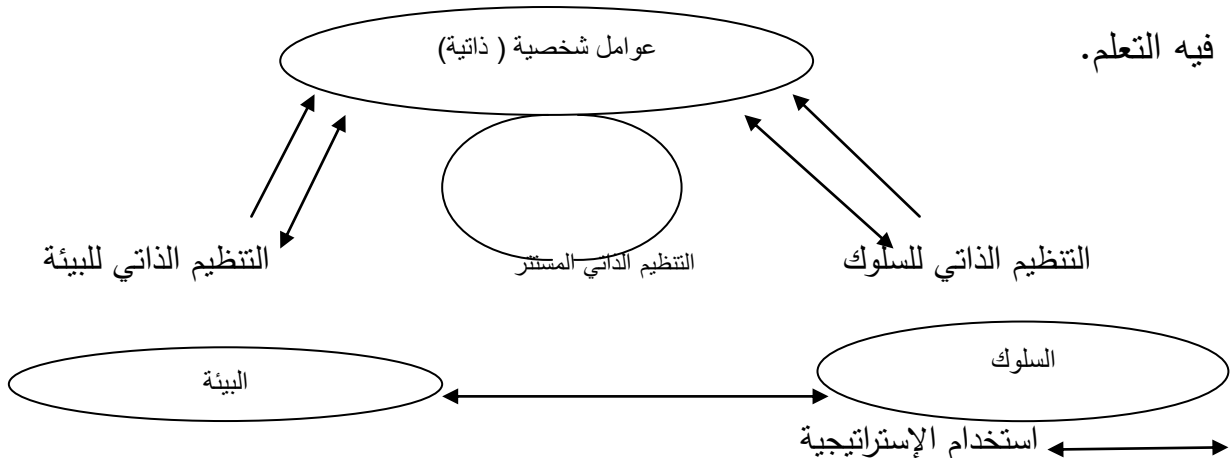 عوامل شخصية ( ذاتية)
فيه التعلم.
التنظيم الذاتي للسلوك
التنظيم الذاتي المستتر
التنظيم الذاتي للبيئة
السلوك
البيئة
استخدام الإستراتيجية